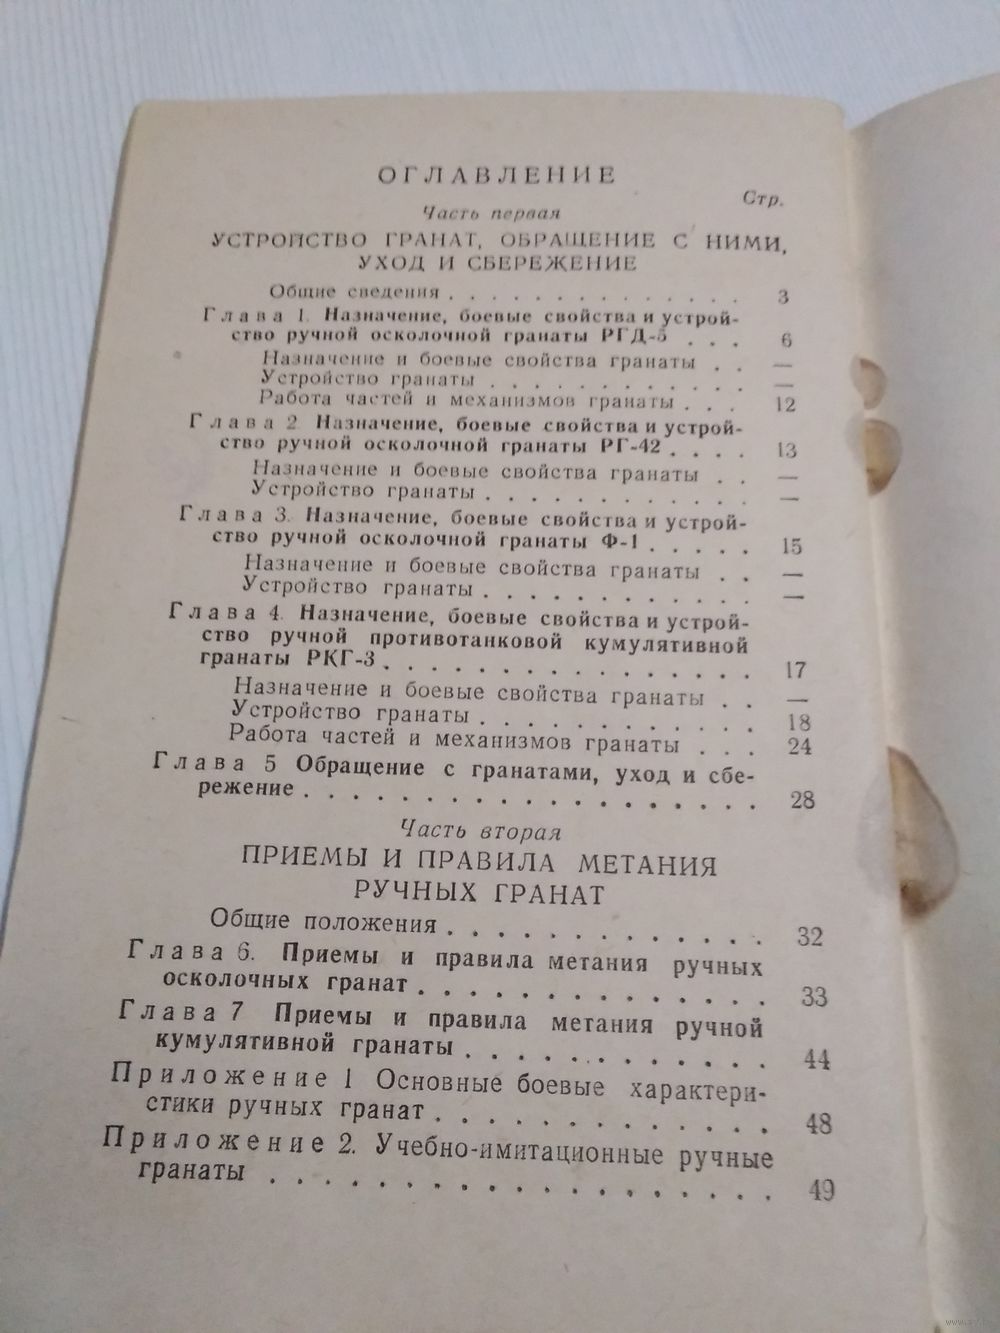 ОГЛАВЛЕНИЕ
Стр.
Часть первая
УСТРОЙСТВО ГРАНАТ, ОБРАЩЕНИЕ С НИМИ,
УХОД И СБЕРЕЖЕНИЕ
Общие сведения . . . . . . . . . . . . . 3
Глава 1. Назначение, боевые свойства и устрой-
ство ручной осколочной гранаты РГД-5 . . . 6
Назначение и боевые свойства гранаты . . —
Устройство гранаты . . . . . . . . . . . —
Работа частей и механизмов гранаты . . . 12
Глава 2 Назначение, боевые свойства и устрой-
ство ручной осколочной гранаты РГ-42 . . . . 13
Назначение и боевые свойства гранаты . . —
Устройство гранаты . . . . . . . . . . . —
Глава 3. Назначение, боевые свойства и устрой-
ство ручной осколочной гранаты Ф-1 . . . . . 15
Назначение и боевые свойства гранаты . . —
Устройство гранаты . . . . . . . . . . . —
Глава 4. Назначение, боевые свойства и устрой-
ство ручной противотанковой кумулятивной
гранаты РКГ-3 . . . . . . . . . . . . . . 17
Назначение и боевые свойства гранаты . . —
Устройство гранаты . . . . . . . . . . . 18
Работа частей и механизмов гранаты . . . 24
Глава 5 Обращение с гранатами, уход и сбе-
режение . . . . . . . . . . . . . . . . . 28
Часть вторая
ПРИЕМЫ И ПРАВИЛА МЕТАНИЯ
РУЧНЫХ ГРАНАТ
Общие положения . . . . . . . . . . . . . 32
Глава 6. Приемы и правила метания ручных
осколочных гранат . . . . . . . . . . . . . 33
Глава 7 Приемы и правила метания ручной
кумулятивной гранаты . . . . . . . . . . . 44
Приложение 1 Основные боевые характери-
стики ручных гранат . . . . . . . . . . . . 48
Приложение 2. Учебно-имитационные ручные
гранаты . . . . . . . . . . . . . . . . . 49